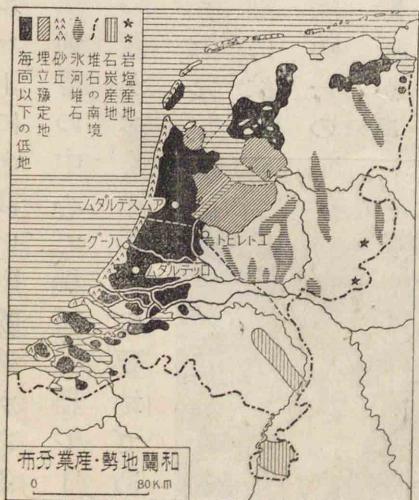 岩塩産地
石炭産地
堆石の南境
氷河堆石
砂丘
埋立豫定地
海面以下の低地
アムステルダム
ハーグ
ユトレヒト
ロッテルダム
和蘭地勢・産業分布
0 80KM